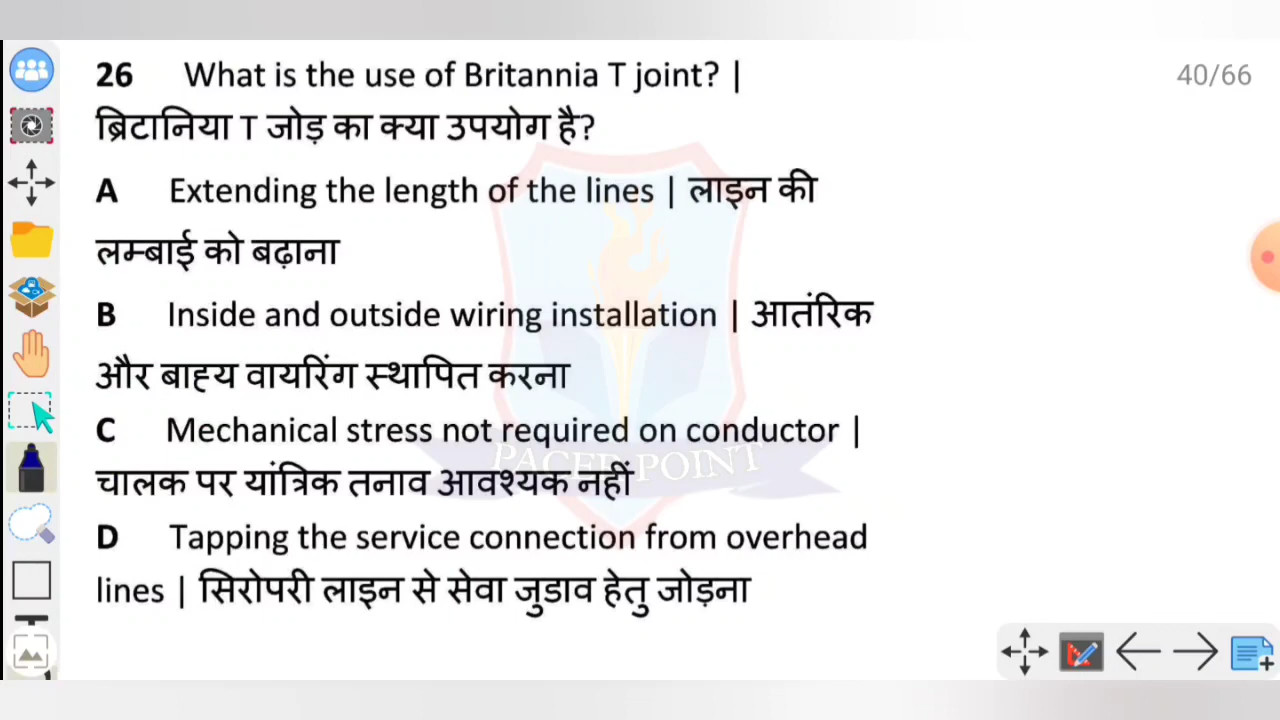 26 What is the use of Britannia T joint? |
40/66
ब्रिटानिया T जोड़ का क्या उपयोग है?
A Extending the length of the lines | लाइन की
लम्बाई को बढ़ाना
B Inside and outside wiring installation | आतंरिक
और बाह्य वायरिंग स्थापित करना
C Mechanical stress not required on conductor |
PACER POINT
चालक पर यांत्रिक तनाव आवश्यक नहीं
D Tapping the service connection from overhead
lines | सिरोपरी लाइन से सेवा जुडाव हेतु जोड़ना